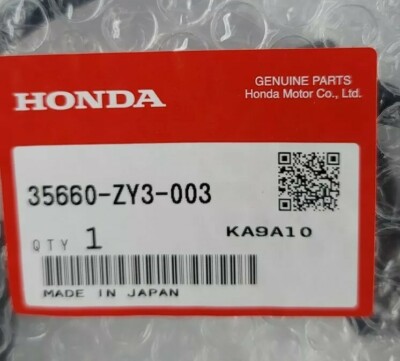 HONDA
GENUINE PARTS
Honda Motor Co., Ltd.
35660-ZY3-003
QTY 1
KA9A10
MADE IN JAPAN